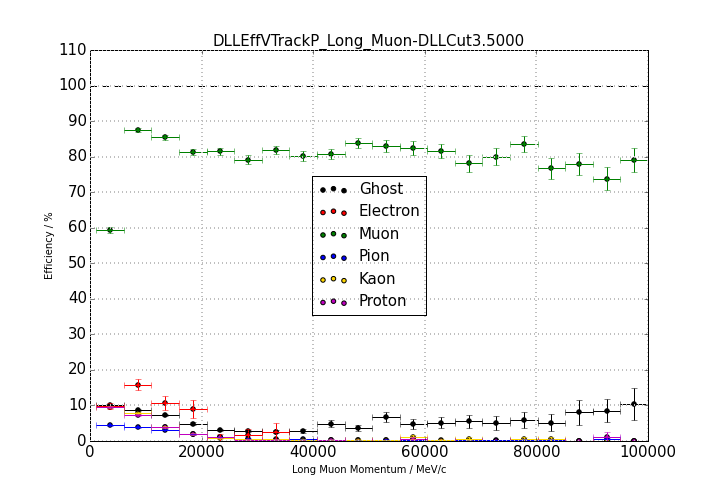 DLLEffVTrackP_Long_Muon-DLLCut3.5000
110
100
90
80
70
60
50
40
30
20
10
0
Efficiency / %
Ghost
Electron
Muon
Pion
Kaon
Proton
0 20000 40000 60000 80000 100000
Long Muon Momentum / MeV/c